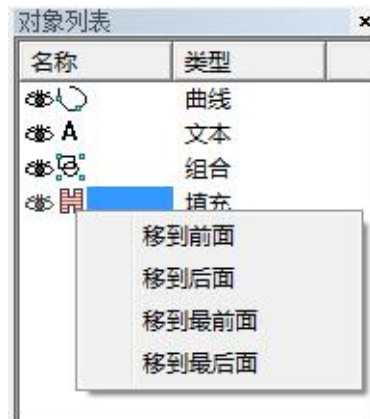 对象列表
名称 类型
曲线
A 文本
组合
填充
移到前面
移到后面
移到最前面
移到最后面